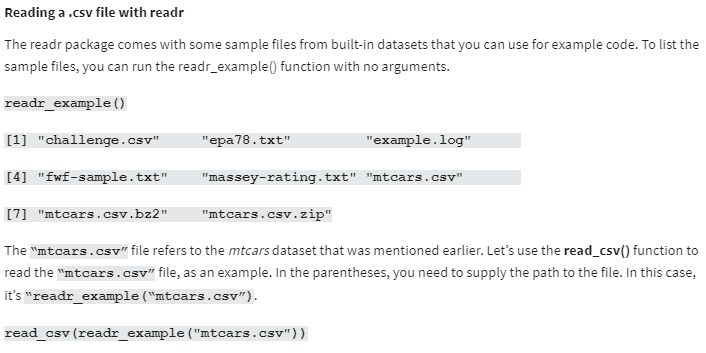 Reading a .csv file with readr
The readr package comes with some sample files from built-in datasets that you can use for example code. To list the
sample files, you can run the readr_example() function with no arguments.
readr_example()
[1] "challenge.csv"     "epa78.txt"         "example.log"
[4] "fwf-sample.txt"    "massey-rating.txt" "mtcars.csv"
[7] "mtcars.csv.bz2"    "mtcars.csv.zip"
The “mtcars.csv” file refers to the mtcars dataset that was mentioned earlier. Let’s use the read_csv() function to
read the “mtcars.csv” file, as an example. In the parentheses, you need to supply the path to the file. In this case,
it’s “readr_example(“mtcars.csv”).
read_csv(readr_example("mtcars.csv"))